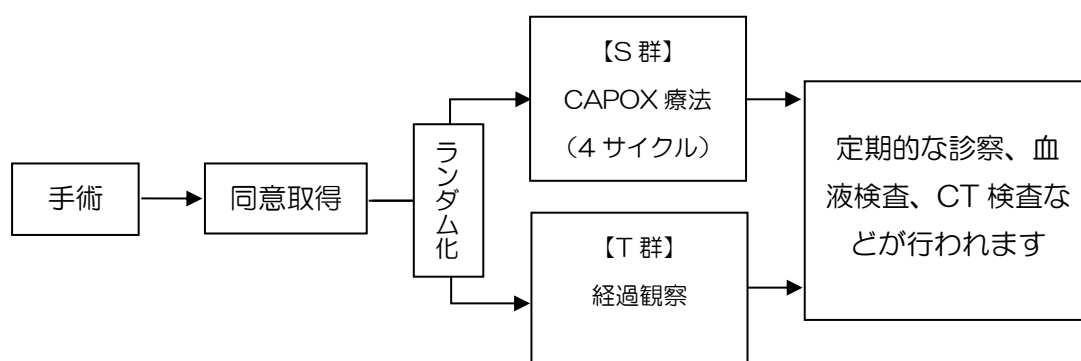 手術
同意取得
ランダム化
【S 群】
CAPOX 療法
（4 サイクル）
【T 群】
経過観察
定期的な診察、血
液検査、CT 検査な
どが行われます